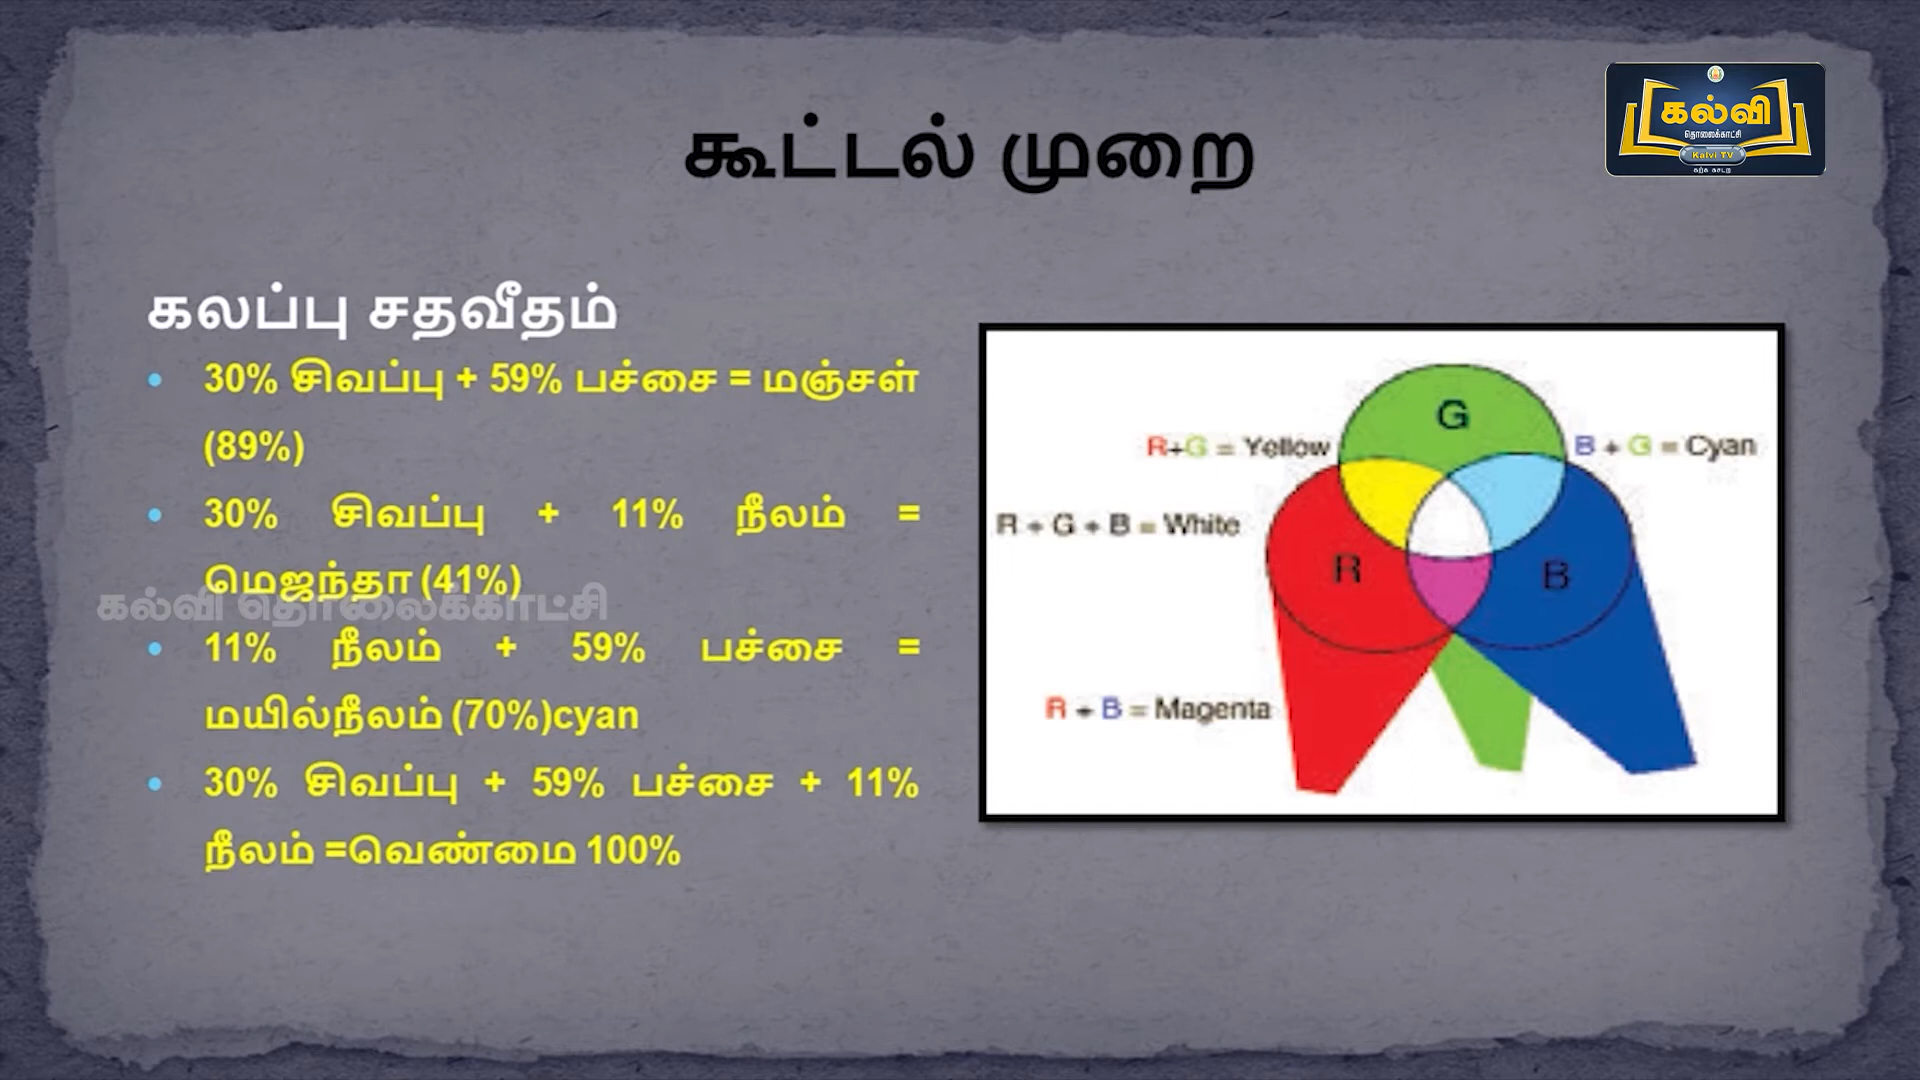 கூட்டல் முறை
கல்வி
தொலைக்காட்சி
Kalvi TV
கற்க கசடற
கலப்பு சதவீதம்
• 30% சிவப்பு + 59% பச்சை = மஞ்சள்
(89%)
• 30% சிவப்பு + 11% நீலம் =
மெஜந்தா (41%)
கல்வி தொலைக்காட்சி
• 11% நீலம் + 59% பச்சை =
மயில்நீலம் (70%)cyan
• 30% சிவப்பு + 59% பச்சை + 11%
நீலம் =வெண்மை 100%
G
R+G = Yellow
B + G = Cyan
R + G + B = White
R
B
R + B = Magenta